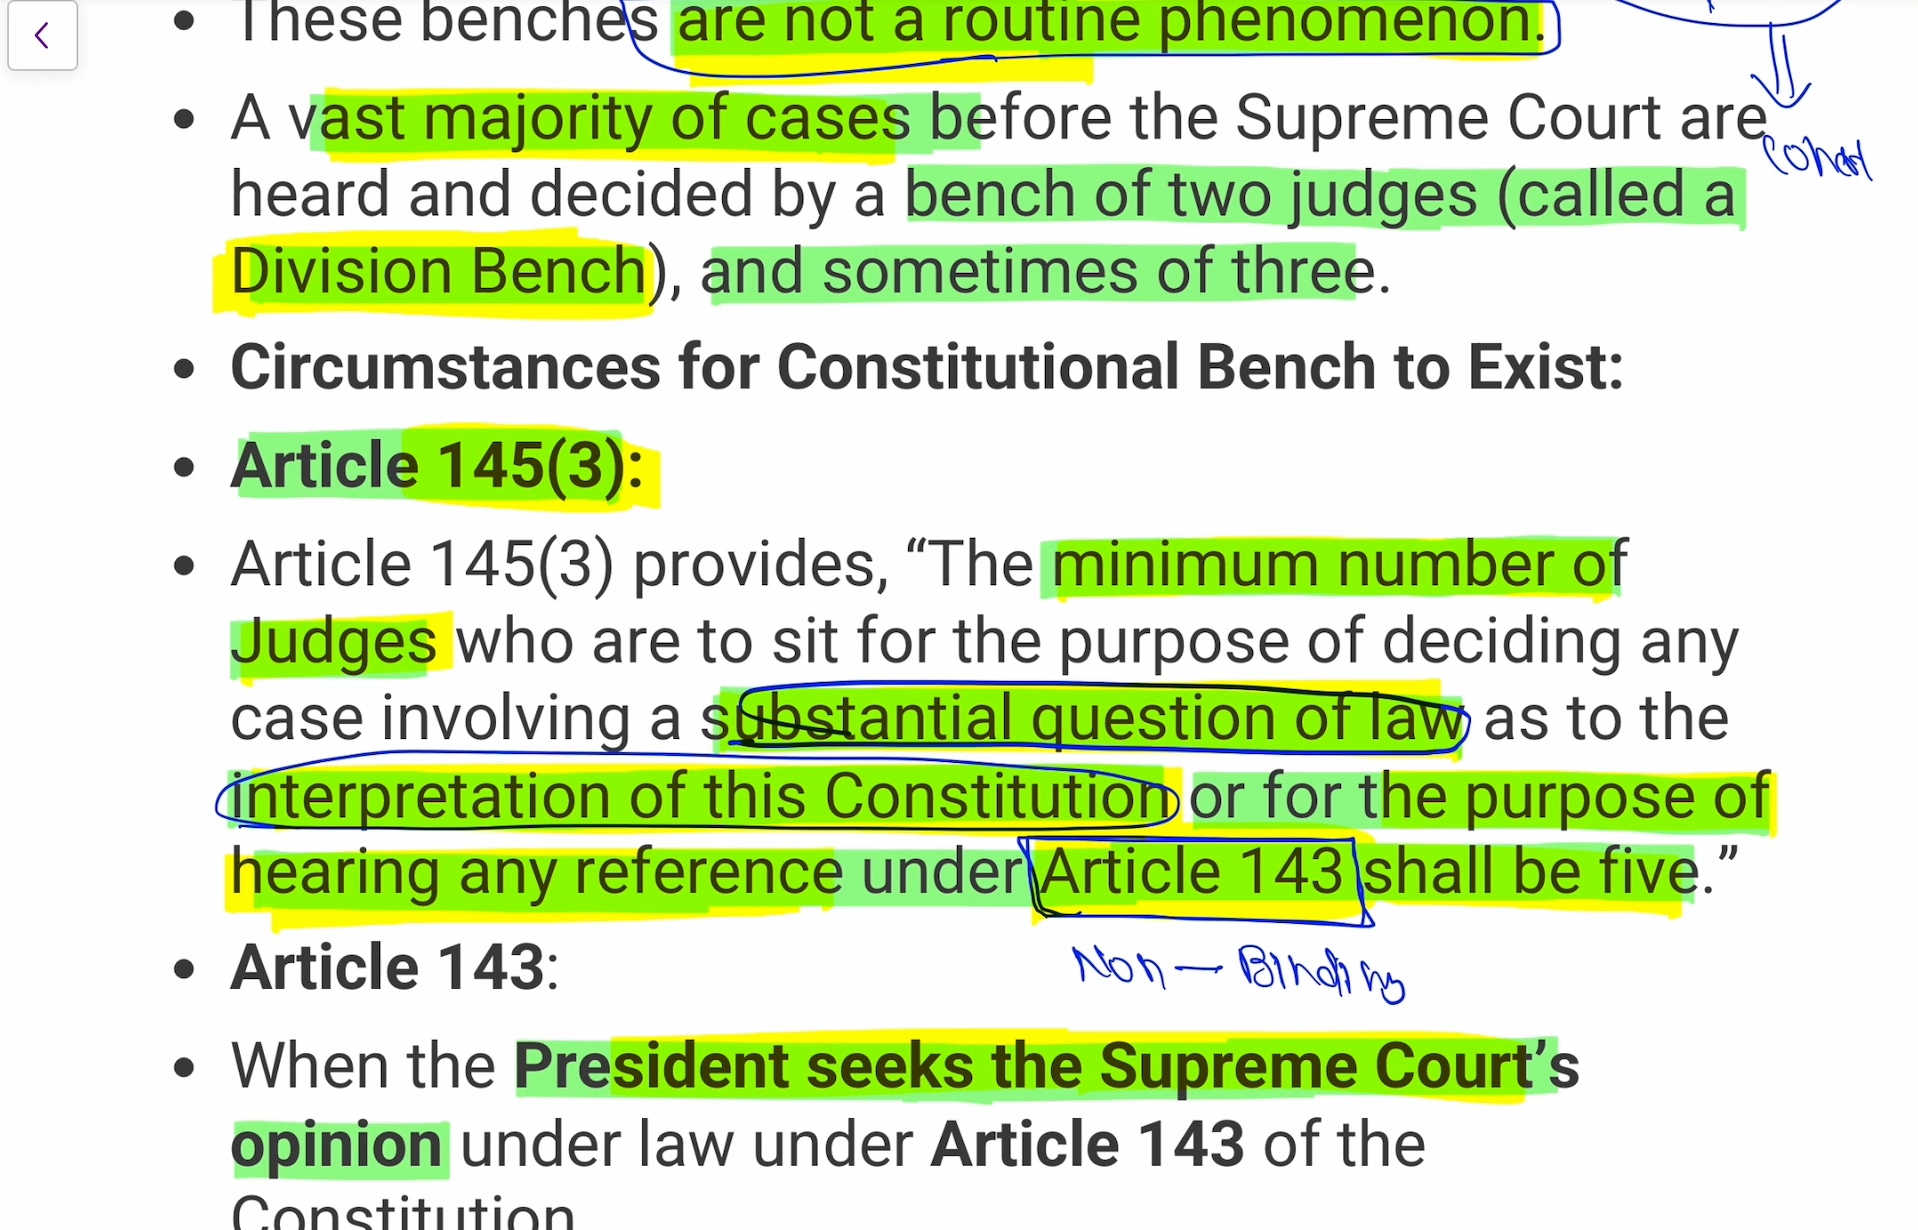 These benches are not a routine phenomenon.
A vast majority of cases before the Supreme Court are
heard and decided by a bench of two judges (called a
Division Bench), and sometimes of three.
Circumstances for Constitutional Bench to Exist:
Article 145(3):
Article 145(3) provides, “The minimum number of
Judges who are to sit for the purpose of deciding any
case involving a substantial question of law as to the
interpretation of this Constitution or for the purpose of
hearing any reference under Article 143 shall be five.”
Non - Binding
Article 143:
When the President seeks the Supreme Court’s
opinion under law under Article 143 of the
Constitution